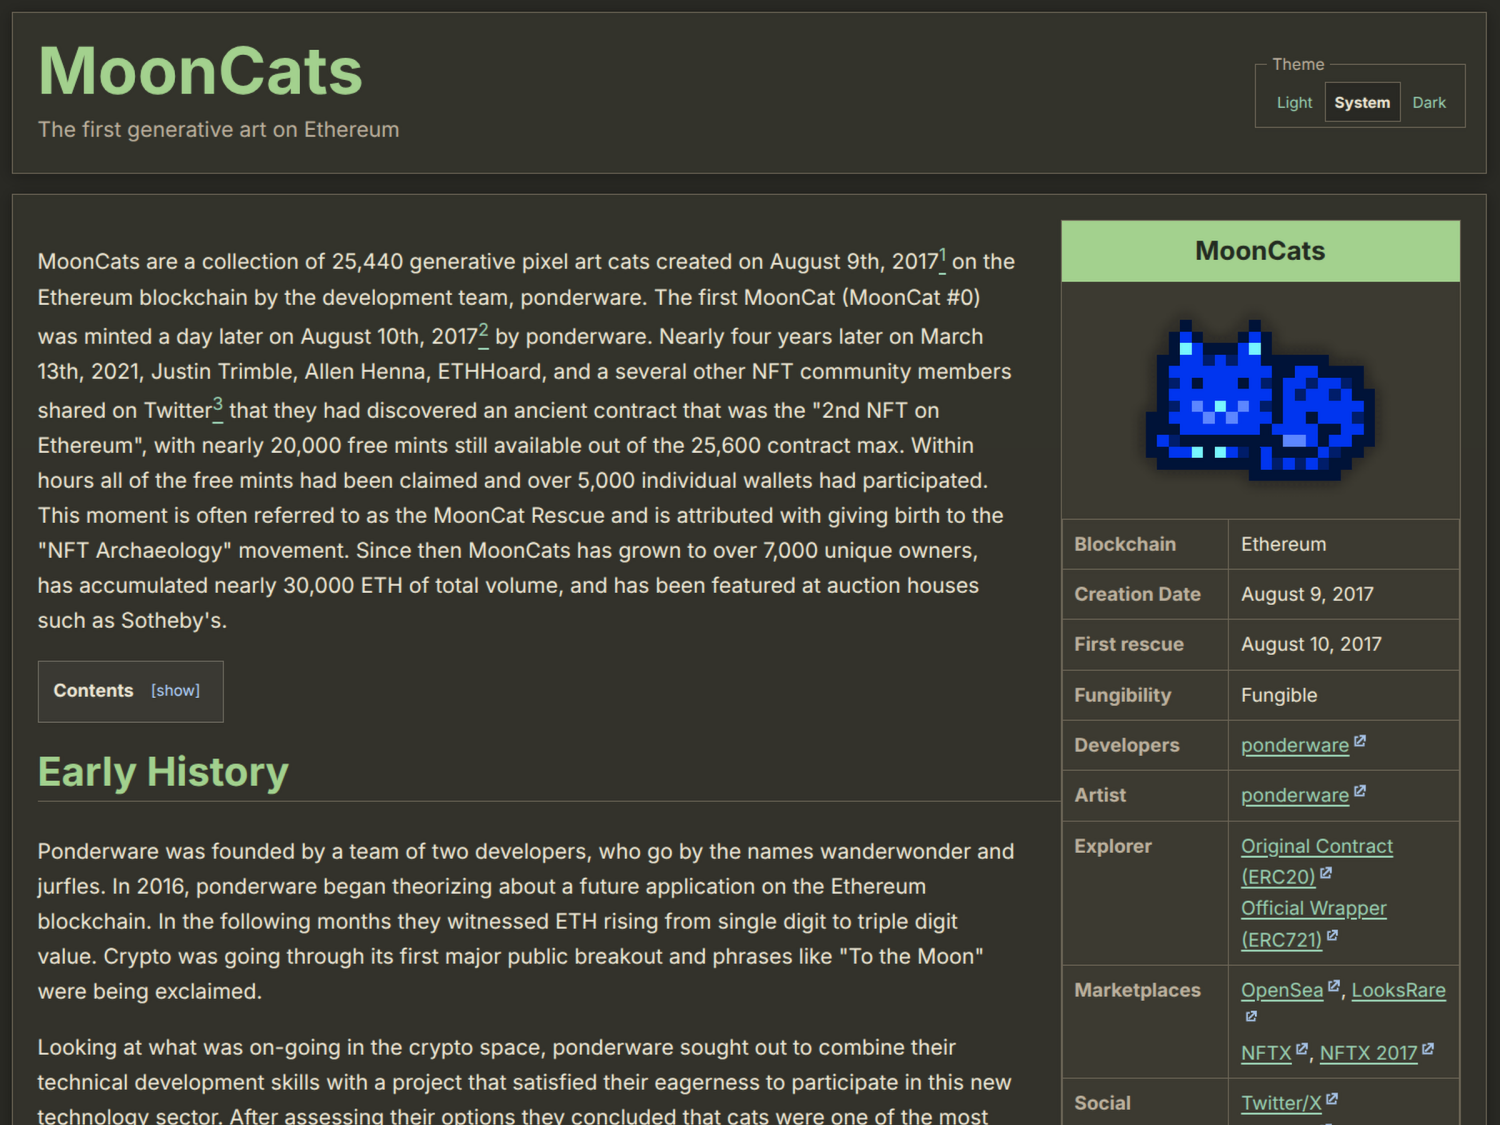 MoonCats
The first generative art on Ethereum
Theme
Light System Dark
MoonCats are a collection of 25,440 generative pixel art cats created on August 9th, 20171 on the
Ethereum blockchain by the development team, ponderware. The first MoonCat (MoonCat #0)
was minted a day later on August 10th, 20172 by ponderware. Nearly four years later on March
13th, 2021, Justin Trimble, Allen Henna, ETHHoard, and a several other NFT community members
shared on Twitter3 that they had discovered an ancient contract that was the "2nd NFT on
Ethereum", with nearly 20,000 free mints still available out of the 25,600 contract max. Within
hours all of the free mints had been claimed and over 5,000 individual wallets had participated.
This moment is often referred to as the MoonCat Rescue and is attributed with giving birth to the
"NFT Archaeology" movement. Since then MoonCats has grown to over 7,000 unique owners,
has accumulated nearly 30,000 ETH of total volume, and has been featured at auction houses
such as Sotheby's.
Contents [show]
Early History
Ponderware was founded by a team of two developers, who go by the names wanderwonder and
jurfles. In 2016, ponderware began theorizing about a future application on the Ethereum
blockchain. In the following months they witnessed ETH rising from single digit to triple digit
value. Crypto was going through its first major public breakout and phrases like "To the Moon"
were being exclaimed.
Looking at what was on-going in the crypto space, ponderware sought out to combine their
technical development skills with a project that satisfied their eagerness to participate in this new
technology sector. After assessing their options they concluded that cats were one of the most
MoonCats
Blockchain Ethereum
Creation Date August 9, 2017
First rescue August 10, 2017
Fungibility Fungible
Developers ponderware
Artist ponderware
Explorer Original Contract
(ERC20)
Official Wrapper
(ERC721)
Marketplaces OpenSea, LooksRare
NFTX, NFTX 2017
Social Twitter/X